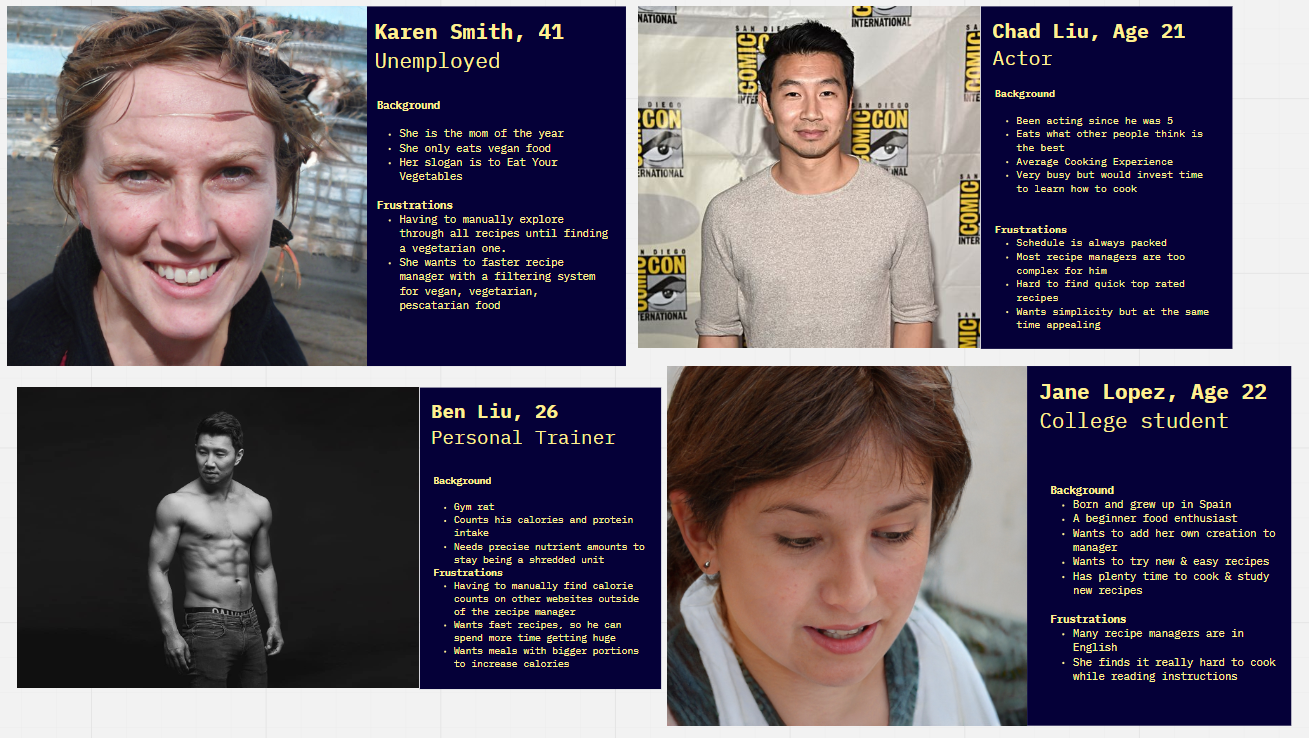 Karen Smith, 41
Unemployed
Background
• She is the mom of the year
• She only eats vegan food
• Her slogan is to Eat Your
Vegetables
Frustrations
• Having to manually explore
through all recipes until finding
a vegetarian one.
• She wants to faster recipe
manager with a filtering system
for vegan, vegetarian,
pescatarian food
SAN DIEGO
COMIC CON
INTERNATIONAL
Chad Liu, Age 21
Actor
Background
• Been acting since he was 5
• Eats what other people think is
the best
• Average Cooking Experience
• Very busy but would invest time
to learn how to cook
Frustrations
• Schedule is always packed
• Most recipe managers are too
complex for him
• Hard to find quick top rated
recipes
• Wants simplicity but at the same
time appealing
Ben Liu, 26
Personal Trainer
Background
• Gym rat
• Counts his calories and protein
intake
• Needs precise nutrient amounts to
stay being a shredded unit
Frustrations
• Having to manually find calorie
counts on other websites outside
of the recipe manager
• Wants fast recipes, so he can
spend more time getting huge
• Wants meals with bigger portions
to increase calories
Jane Lopez, Age 22
College student
Background
• Born and grew up in Spain
• A beginner food enthusiast
• Wants to add her own creation to
manager
• Wants to try new & easy recipes
• Has plenty time to cook & study
new recipes
Frustrations
• Many recipe managers are in
English
• She finds it really hard to cook
while reading instructions